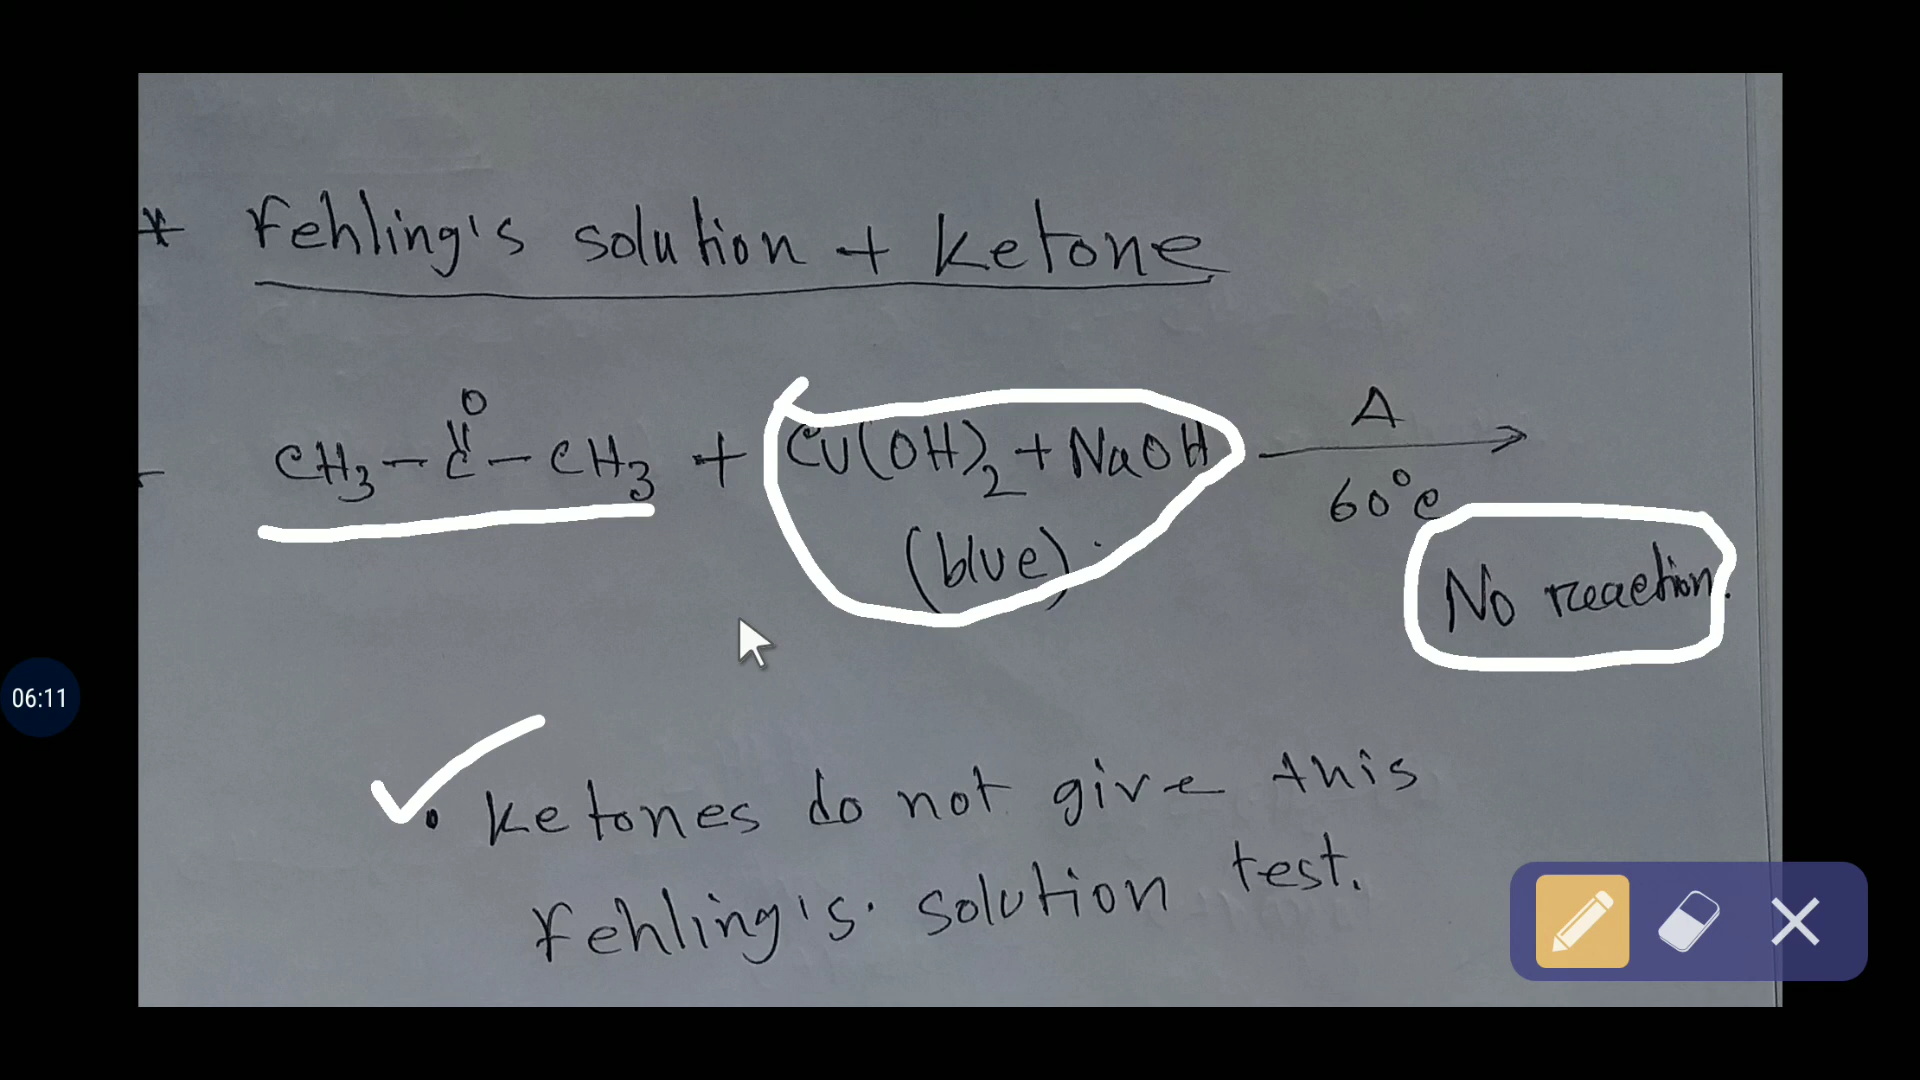 * Fehling's solution + Ketone
O
CH3 - C - CH3 + Cu(OH)2 + NaOH
(blue).
Δ
60°C
No reaction.
06:11
• Ketones do not give this
Fehling's. solution test.